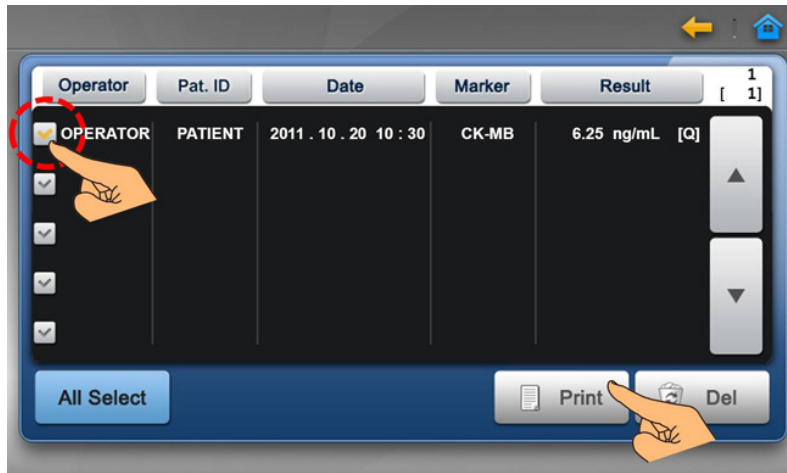 Operator Pat. ID Date Marker Result 1
[ 1]
OPERATOR PATIENT 2011 . 10 . 20 10 : 30 CK-MB 6.25 ng/mL [Q]
All Select Print Del